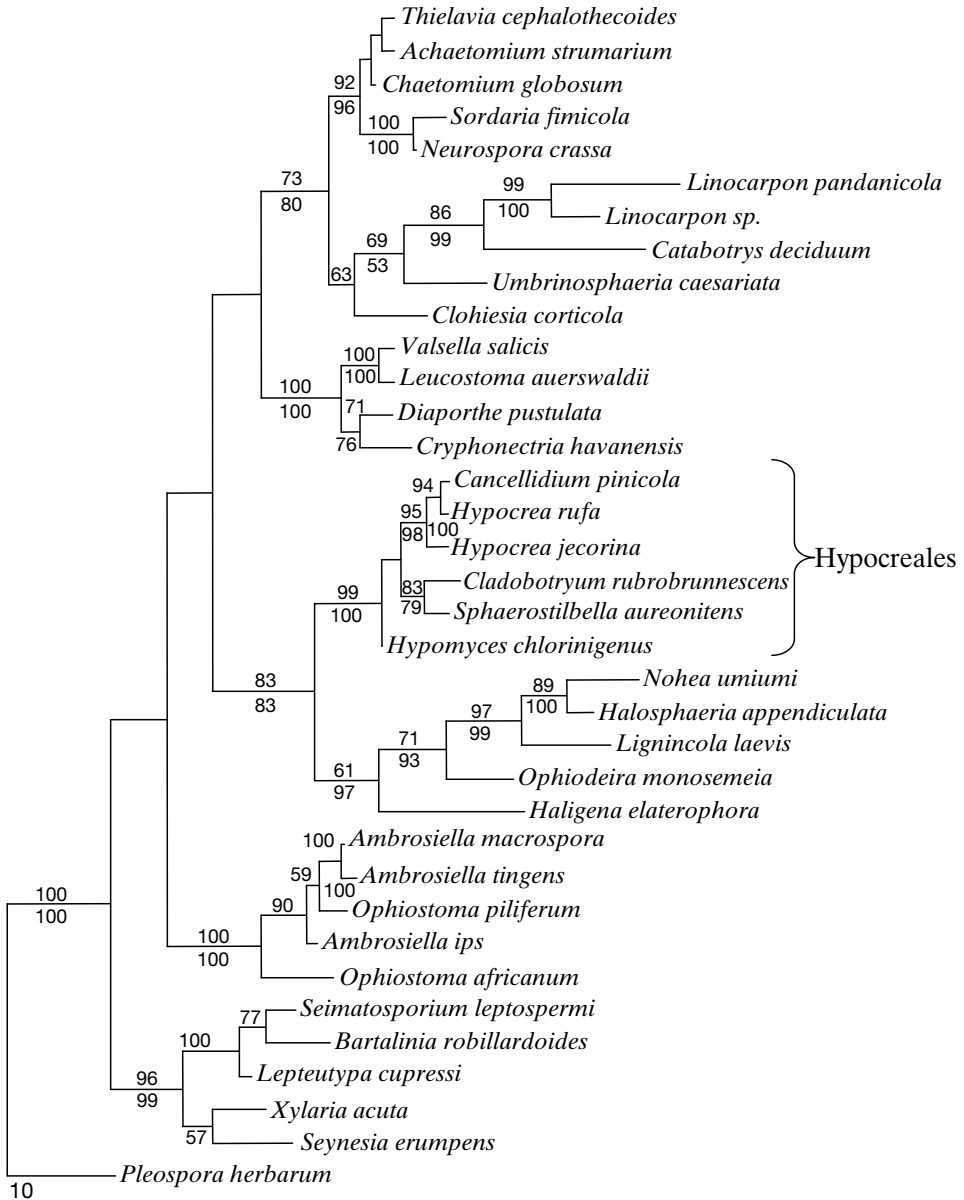 Thielavia cephalothecoides
Achaetomium strumarium
92
Chaetomium globosum
96
100
Sordaria fimicola
100
Neurospora crassa
73
80
99
Linocarpon pandanicola
100
86
Linocarpon sp.
99
69
Catabotrys deciduum
53
63
Umbrinosphaeria caesariata
Clohiesia corticola
100
Valsella salicis
100
Leucostoma auerswaldii
100
100
71
Diaporthe pustulata
76
Cryphonectria havanensis
94
Cancellidium pinicola
95
Hypocrea rufa
98
100
Hypocrea jecorina
Hypocreales
83
Cladobotryum rubrobrunnescens
99
79
Sphaerostilbella aureonitens
100
Hypomyces chlorinigenus
83
83
89
Nohea umiumi
100
Halosphaeria appendiculata
97
99
Lignincola laevis
71
93
Ophiodeira monosemeia
61
97
Haligena elaterophora
100
Ambrosiella macrospora
59
100
Ambrosiella tingens
100
100
90
Ophiostoma piliferum
Ambrosiella ips
100
100
Ophiostoma africanum
77
Seimatosporium leptospermi
100
Bartalinia robillardoides
Lepteutypa cupressi
96
99
Xylaria acuta
57
Seynesia erumpens
Pleospora herbarum
10